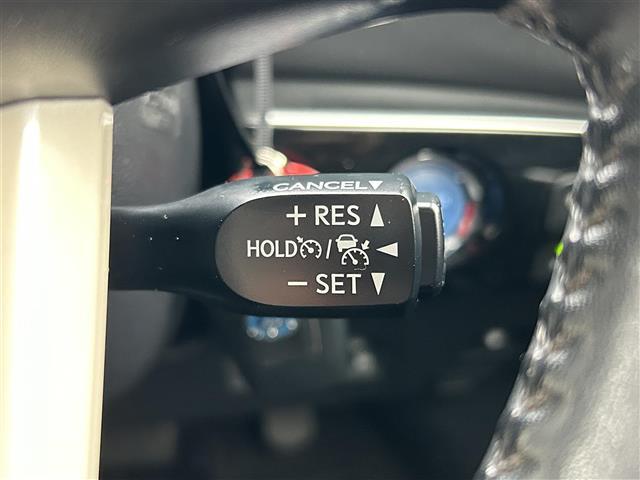 CANCEL▼
+ RES ▲
HOLD / ◀
− SET ▼